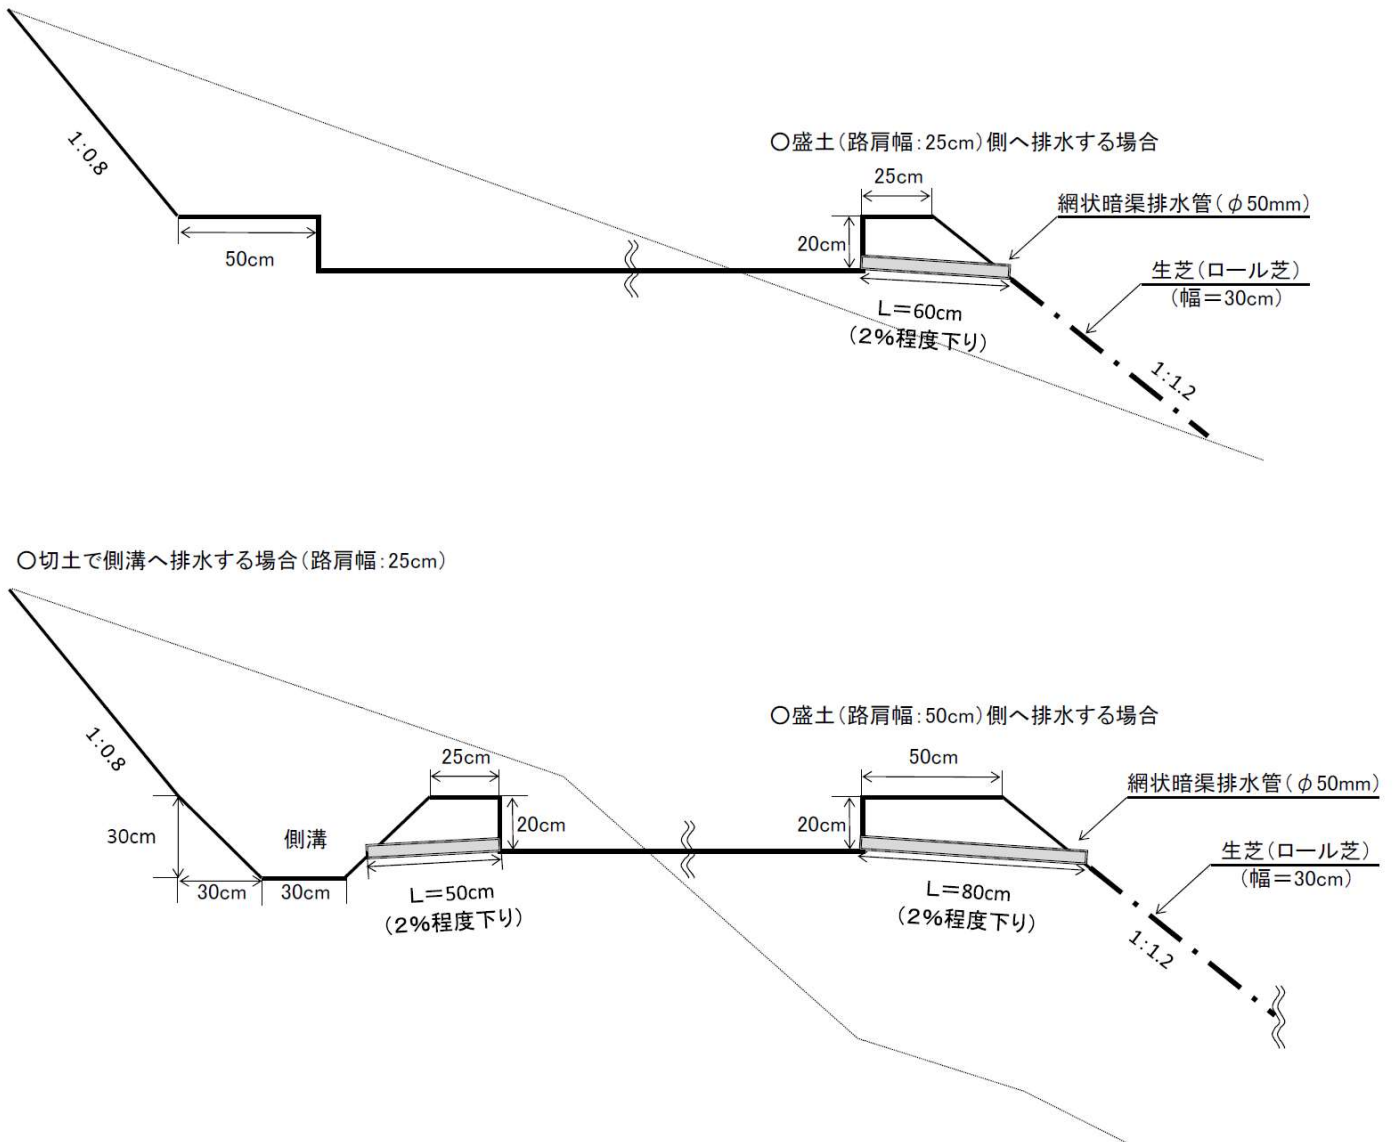 1:0.8
50cm
○盛土(路肩幅:25cm)側へ排水する場合
25cm
20cm
網状暗渠排水管(φ50mm)
生芝(ロール芝)
(幅=30cm)
L=60cm
(2%程度下り)
1:1.2
○切土で側溝へ排水する場合(路肩幅:25cm)
1:0.8
30cm
側溝
30cm
30cm
25cm
20cm
L=50cm
(2%程度下り)
○盛土(路肩幅:50cm)側へ排水する場合
50cm
20cm
網状暗渠排水管(φ50mm)
生芝(ロール芝)
(幅=30cm)
L=80cm
(2%程度下り)
1:1.2